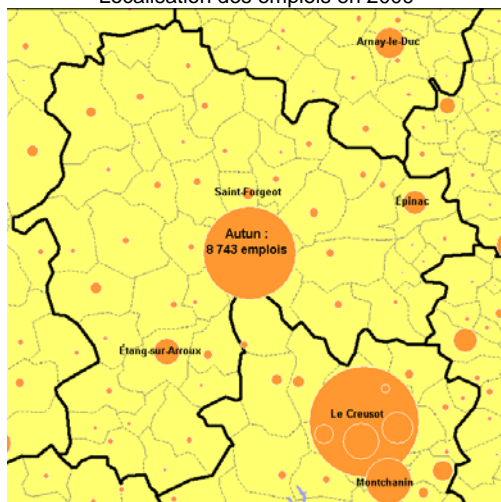 Arnay-le-Duc
Saint-Forgeot
Épinac
Autun :
8 743 emplois
Étang-sur-Arroux
Le Creusot
Montchanin